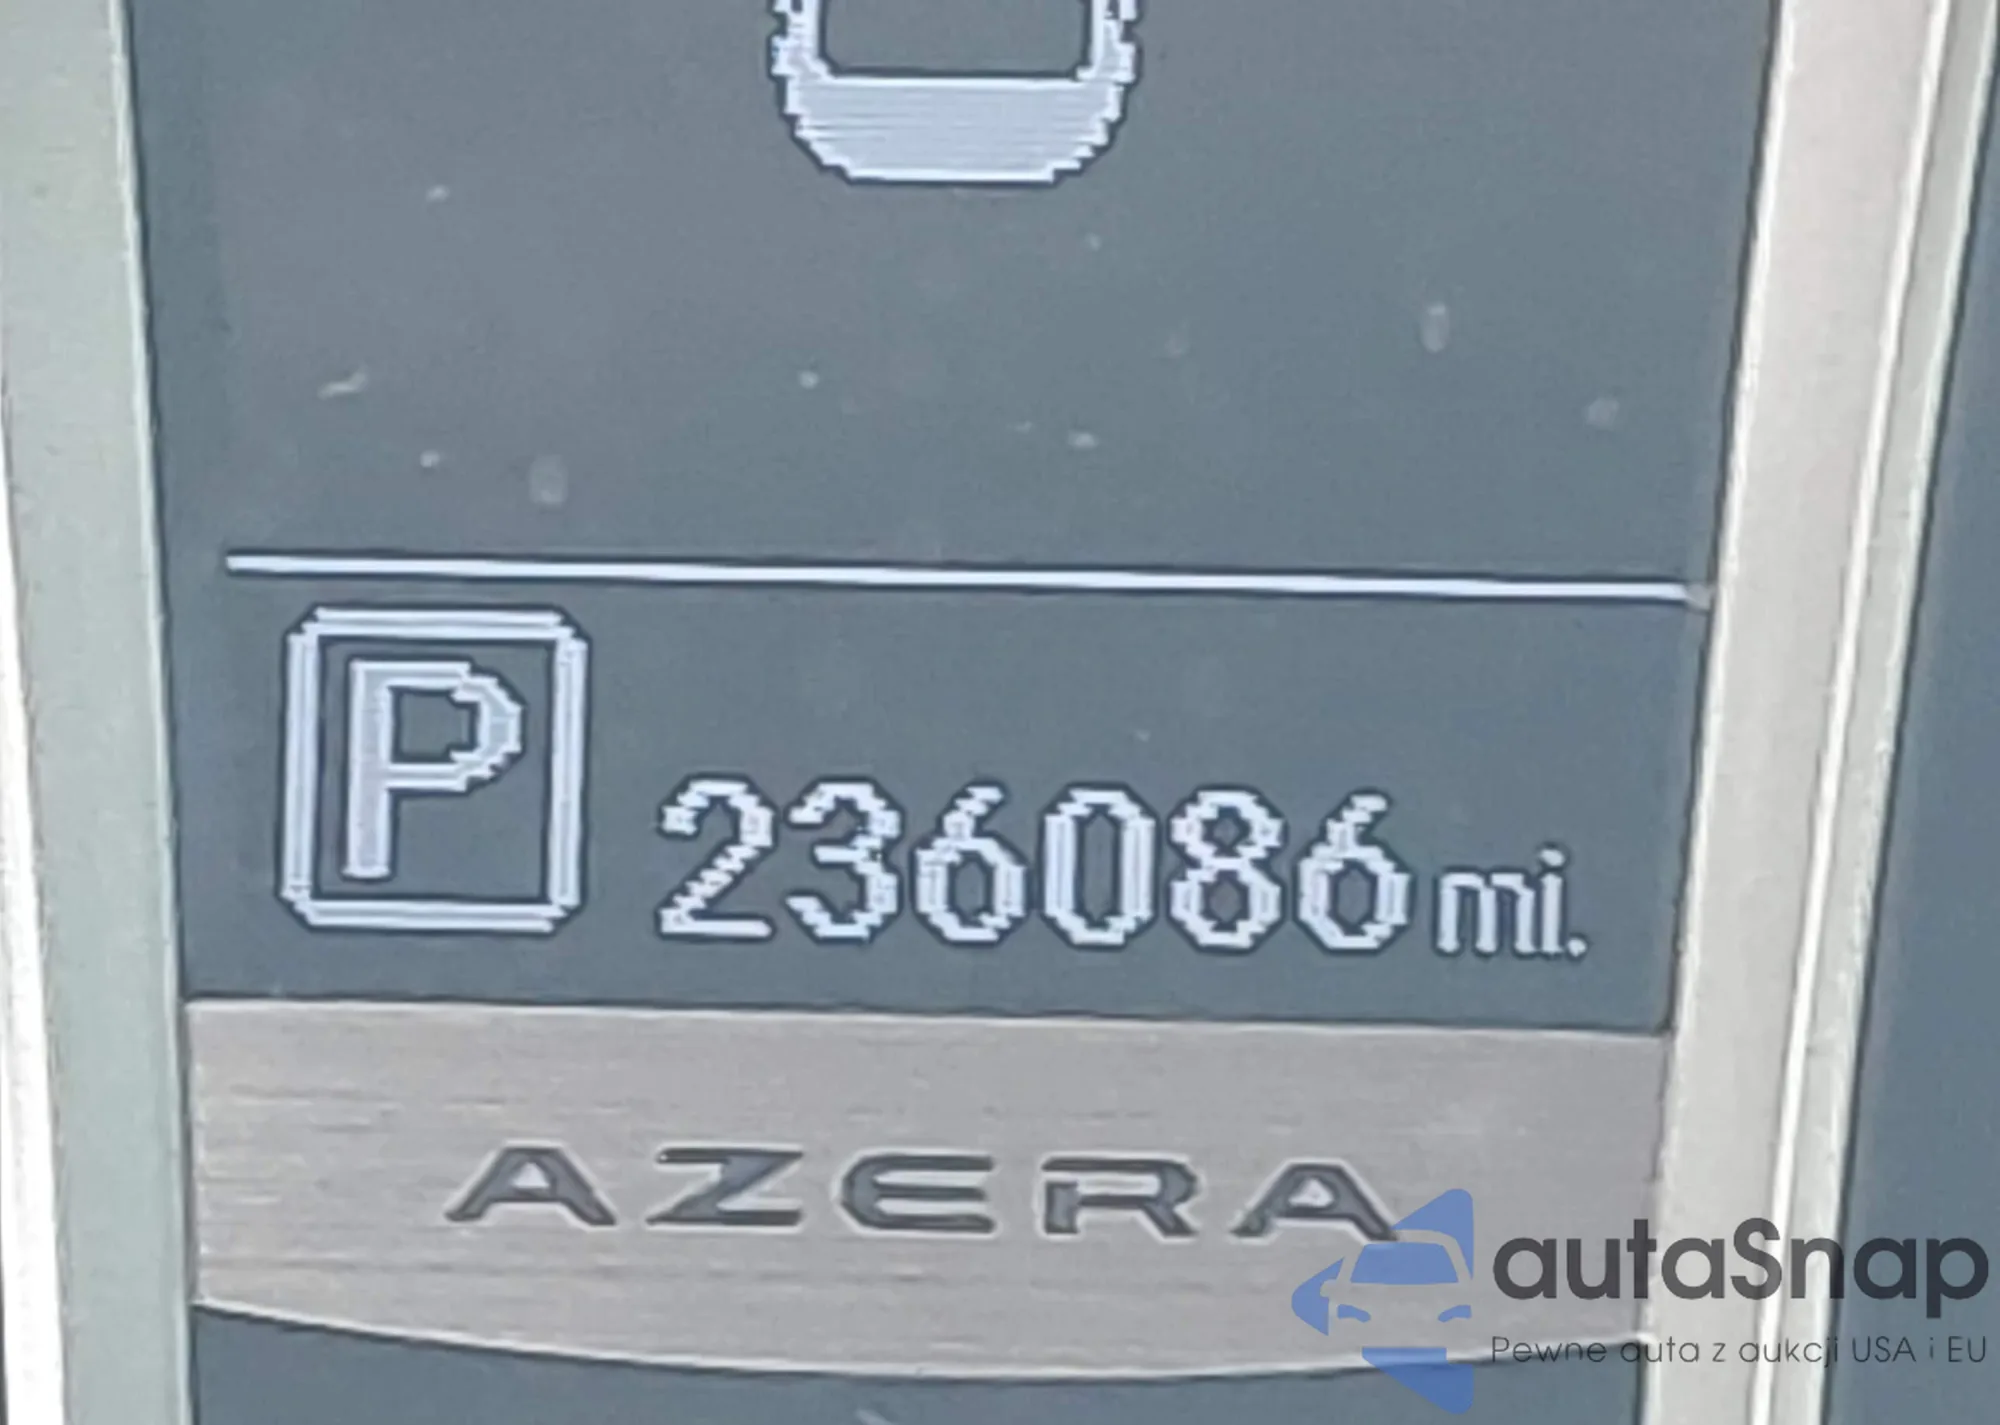 P 236086 mi.
AZERA
autaSnap
Pewne auta z aukcji USA i EU